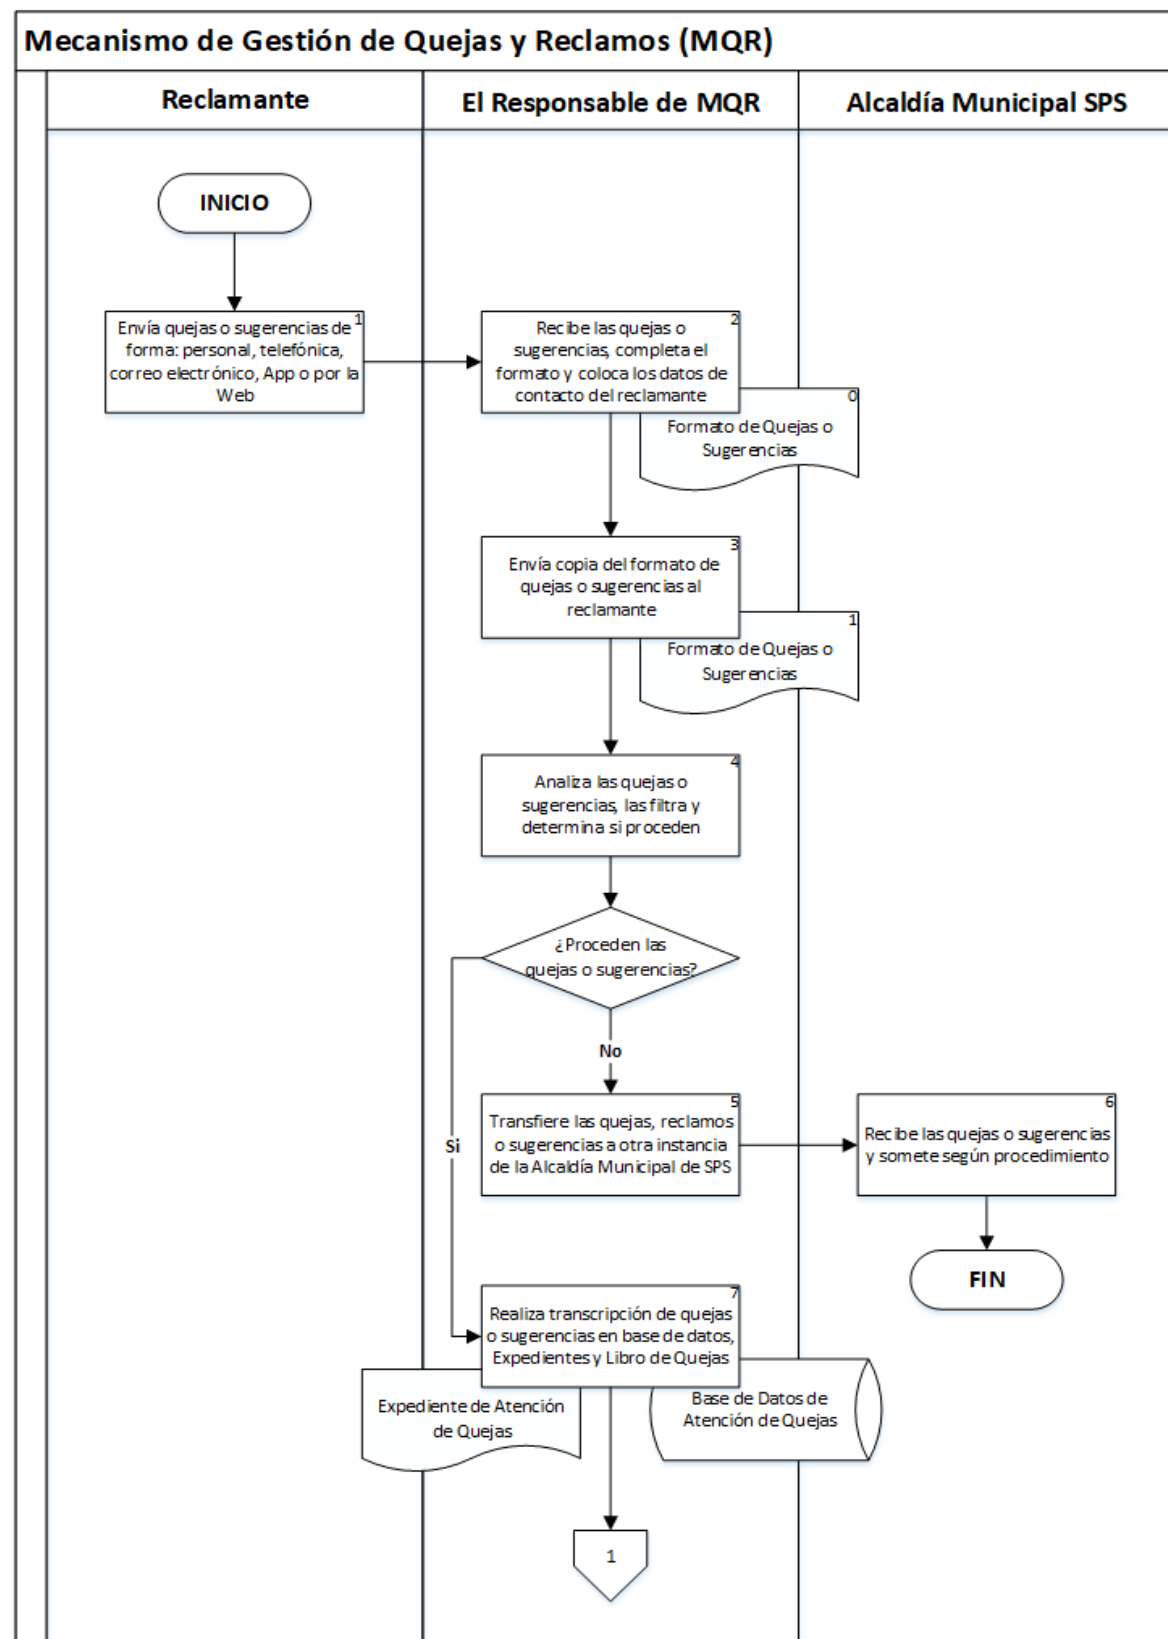 Mecanismo de Gestión de Quejas y Reclamos (MQR)
Reclamante
El Responsable de MQR
Alcaldía Municipal SPS
INICIO
1
Envía quejas o sugerencias de
forma: personal, telefónica,
correo electrónico, App o por la
Web
2
Recibe las quejas o
sugerencias, completa el
formato y coloca los datos de
contacto del reclamante
0
Formato de Quejas o
Sugerencias
3
Envía copia del formato de
quejas o sugerencias al
reclamante
1
Formato de Quejas o
Sugerencias
4
Analiza las quejas o
sugerencias, las filtra y
determina si proceden
¿Proceden las
quejas o sugerencias?
No
Si
5
Transfiere las quejas, reclamos
o sugerencias a otra instancia
de la Alcaldía Municipal de SPS
6
Recibe las quejas o sugerencias
y somete según procedimiento
FIN
7
Realiza transcripción de quejas
o sugerencias en base de datos,
Expedientes y Libro de Quejas
Expediente de Atención
de Quejas
Base de Datos de
Atención de Quejas
1